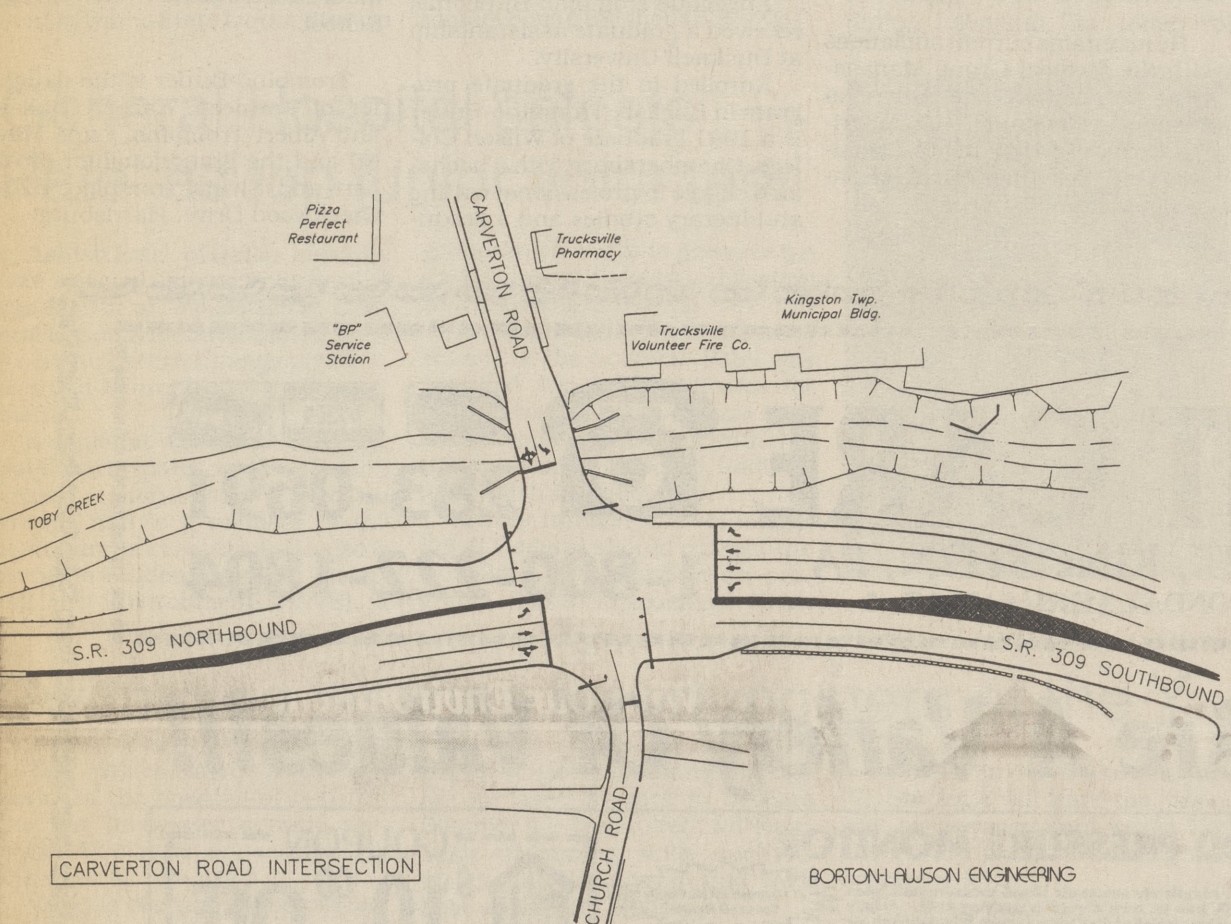 Pizza
Perfect
Restaurant
CARVERTON ROAD
Trucksville
Pharmacy
Kingston Twp.
Municipal Bldg.
"BP"
Service
Station
Trucksville
Volunteer Fire Co.
TOBY CREEK
S.R. 309 NORTHBOUND
S.R. 309 SOUTHBOUND
CHURCH ROAD
CARVERTON ROAD INTERSECTION
BORTON-LAWSON ENGINEERING